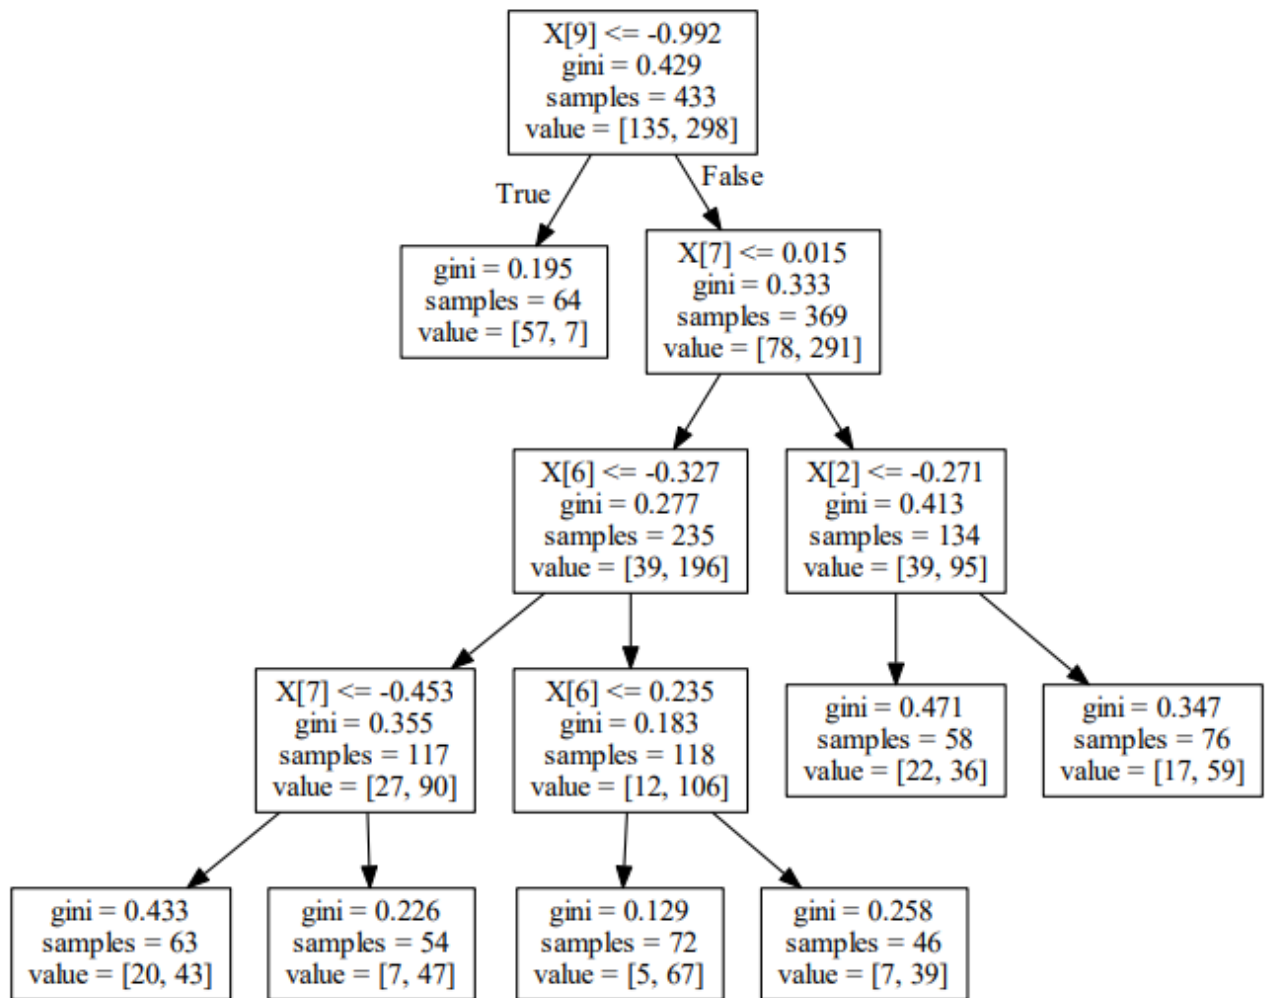 X[9] <= -0.992
gini = 0.429
samples = 433
value = [135, 298]
True
False
gini = 0.195
samples = 64
value = [57, 7]
X[7] <= 0.015
gini = 0.333
samples = 369
value = [78, 291]
X[6] <= -0.327
gini = 0.277
samples = 235
value = [39, 196]
X[2] <= -0.271
gini = 0.413
samples = 134
value = [39, 95]
X[7] <= -0.453
gini = 0.355
samples = 117
value = [27, 90]
X[6] <= 0.235
gini = 0.183
samples = 118
value = [12, 106]
gini = 0.471
samples = 58
value = [22, 36]
gini = 0.347
samples = 76
value = [17, 59]
gini = 0.433
samples = 63
value = [20, 43]
gini = 0.226
samples = 54
value = [7, 47]
gini = 0.129
samples = 72
value = [5, 67]
gini = 0.258
samples = 46
value = [7, 39]